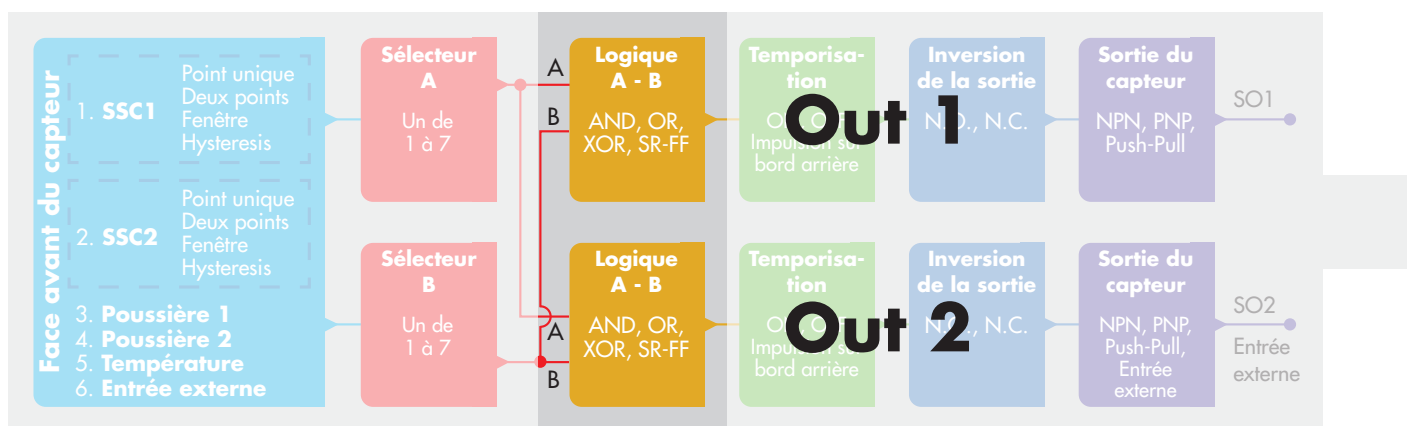 Face avant du capteur
1. SSC1
Point unique
Deux points
Fenêtre
Hysteresis
2. SSC2
Point unique
Deux points
Fenêtre
Hysteresis
3. Poussière 1
4. Poussière 2
5. Température
6. Entrée externe
Sélecteur
A
Un de
1 à 7
Sélecteur
B
Un de
1 à 7
A
B
Logique
A - B
AND, OR,
XOR, SR-FF
A
B
Logique
A - B
AND, OR,
XOR, SR-FF
Temporisa-
tion
Impulsion sur
bord arrière
Out 1
Inversion
de la sortie
N.O., N.C.
Sortie du
capteur
NPN, PNP,
Push-Pull
SO1
Temporisa-
tion
Impulsion sur
bord arrière
Out 2
Inversion
de la sortie
N.O., N.C.
Sortie du
capteur
NPN, PNP,
Push-Pull,
Entrée
externe
SO2
Entrée
externe